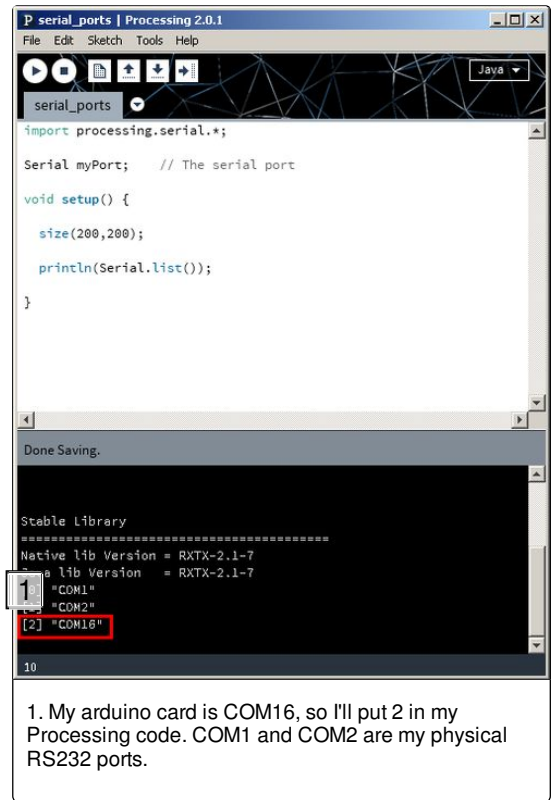 P serial_ports | Processing 2.0.1
File Edit Sketch Tools Help
Java
serial_ports
import processing.serial.*;
Serial myPort; // The serial port
void setup() {
size(200,200);
println(Serial.list());
}
Done Saving.
Stable Library
=========================================
Native lib Version = RXTX-2.1-7
a lib Version = RXTX-2.1-7
1
0] "COM1"
] "COM2"
[2] "COM16"
10
1. My arduino card is COM16, so I'll put 2 in my
Processing code. COM1 and COM2 are my physical
RS232 ports.